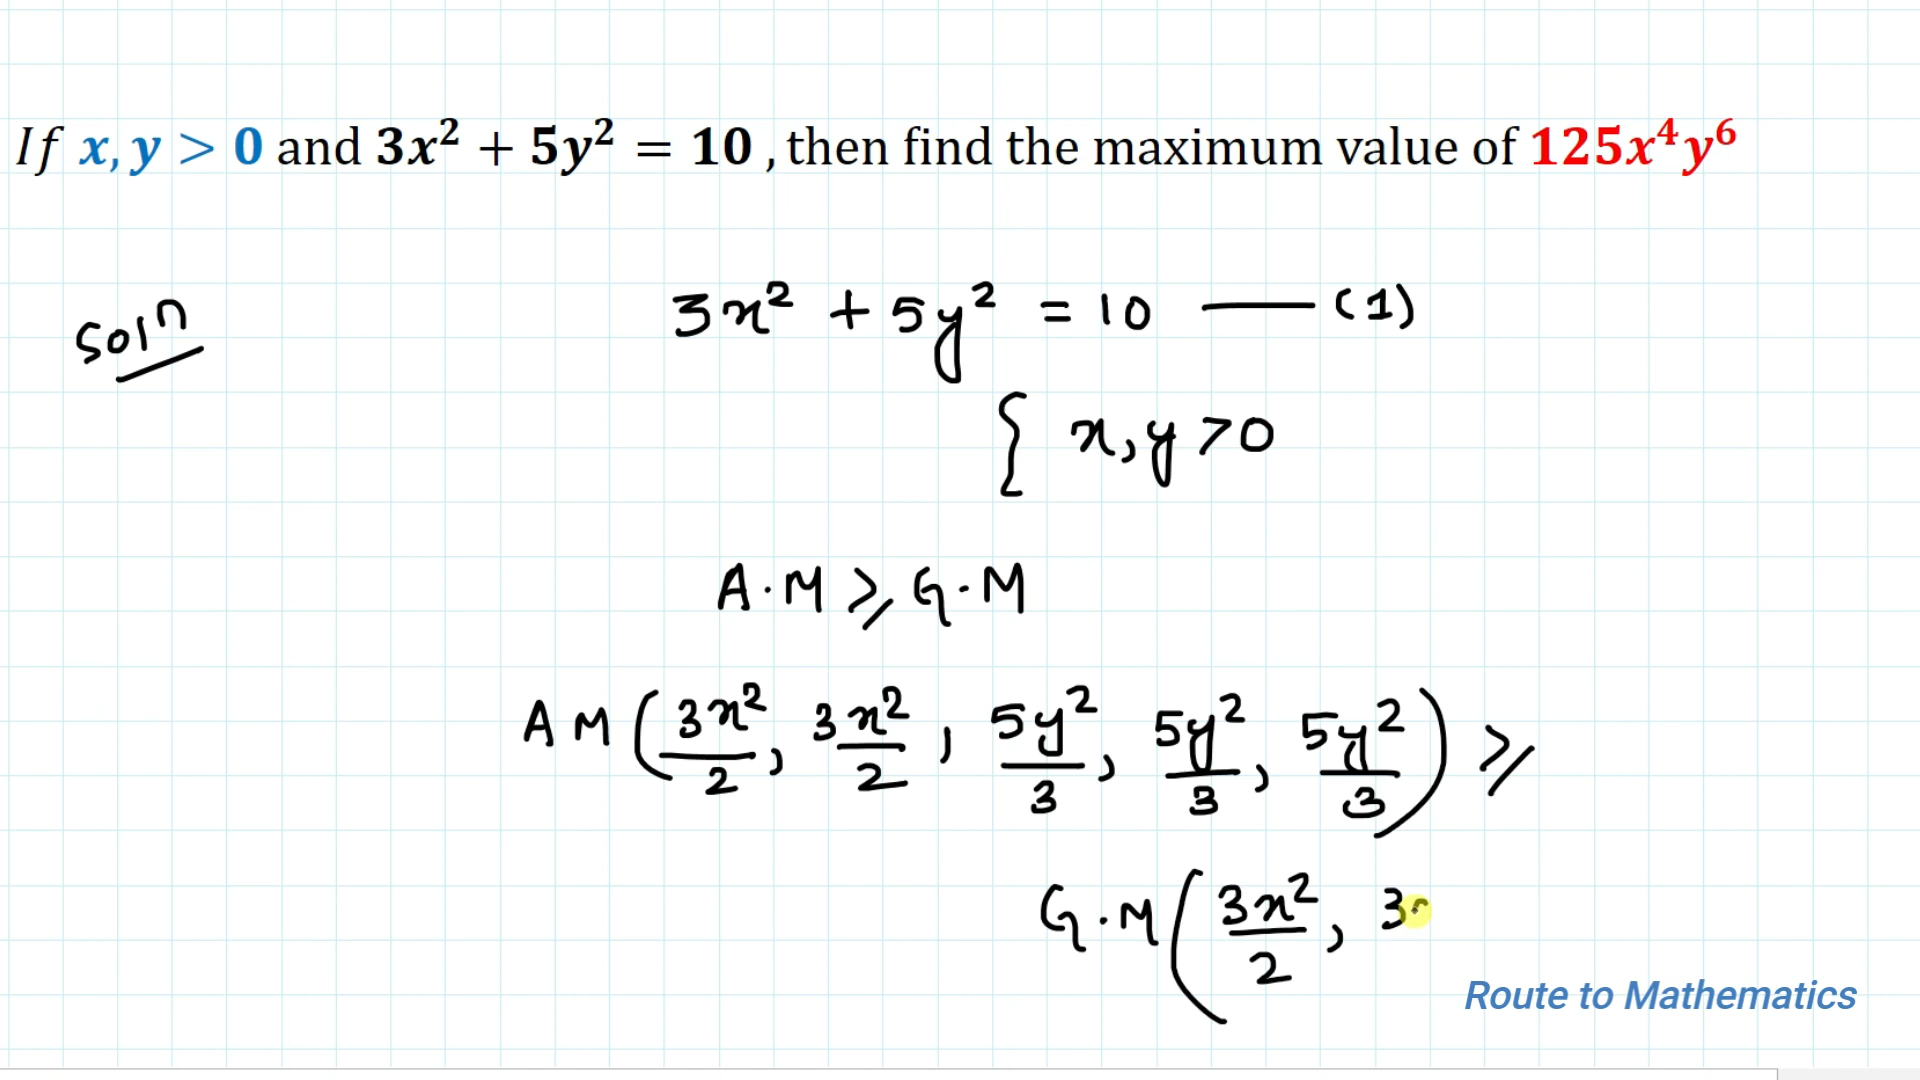 If x, y > 0 and 3x² + 5y² = 10 , then find the maximum value of 125x⁴y⁶
Solⁿ
3x² + 5y² = 10 —— (1)
{ x, y > 0
A.M ⩾ G.M
AM (3x²/2, 3x²/2, 5y²/3, 5y²/3, 5y²/3) ⩾
G.M (3x²/2, 3
Route to Mathematics